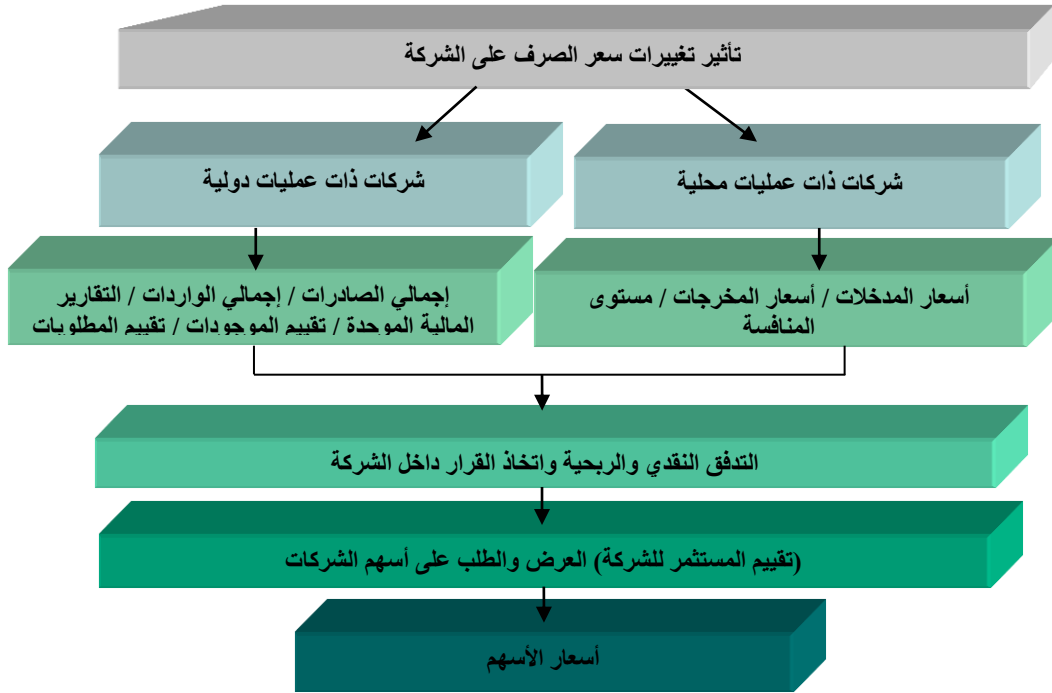 تأثير تغييرات سعر الصرف على الشركة
شركات ذات عمليات محلية
شركات ذات عمليات دولية
أسعار المدخلات / أسعار المخرجات / مستوى
المنافسة
إجمالي الصادرات / إجمالي الواردات / التقارير
المالية الموحدة / تقييم الموجودات / تقييم المطلوبات
التدفق النقدي والربحية واتخاذ القرار داخل الشركة
(تقييم المستثمر للشركة) العرض والطلب على أسهم الشركات
أسعار الأسهم